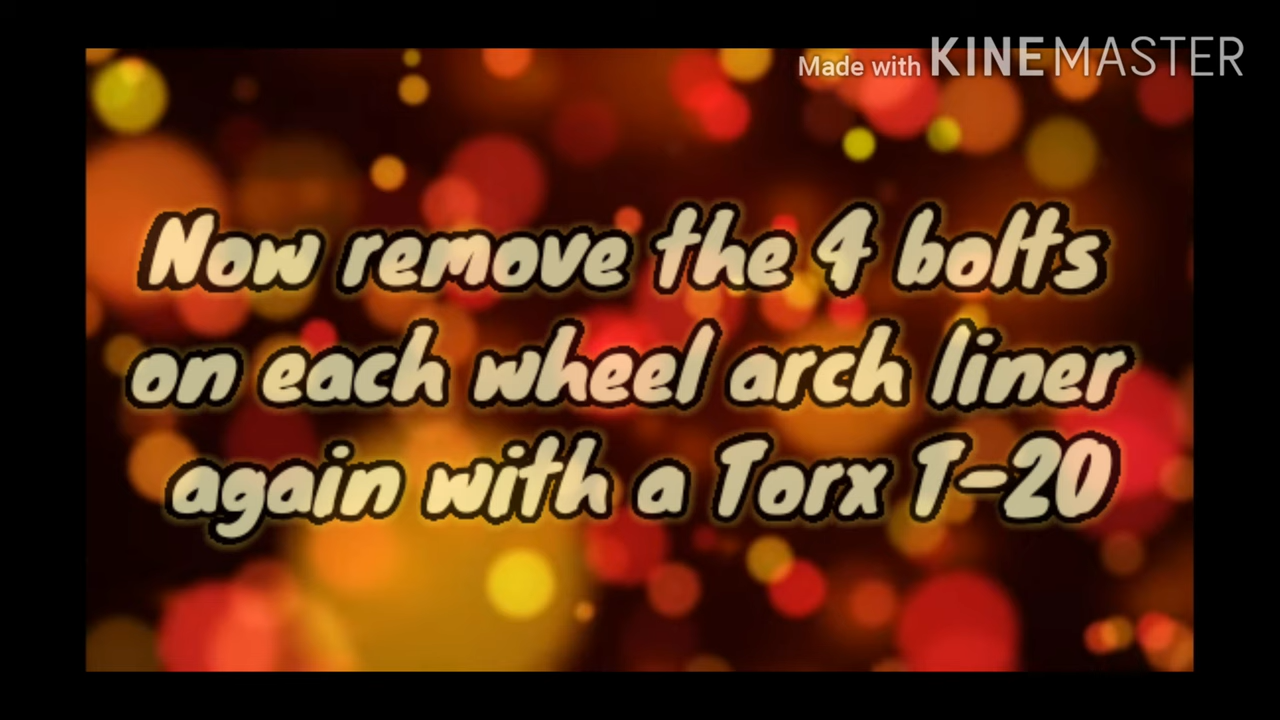 Made with KINEMASTER
Now remove the 4 bolts
on each wheel arch liner
again with a Torx T-20